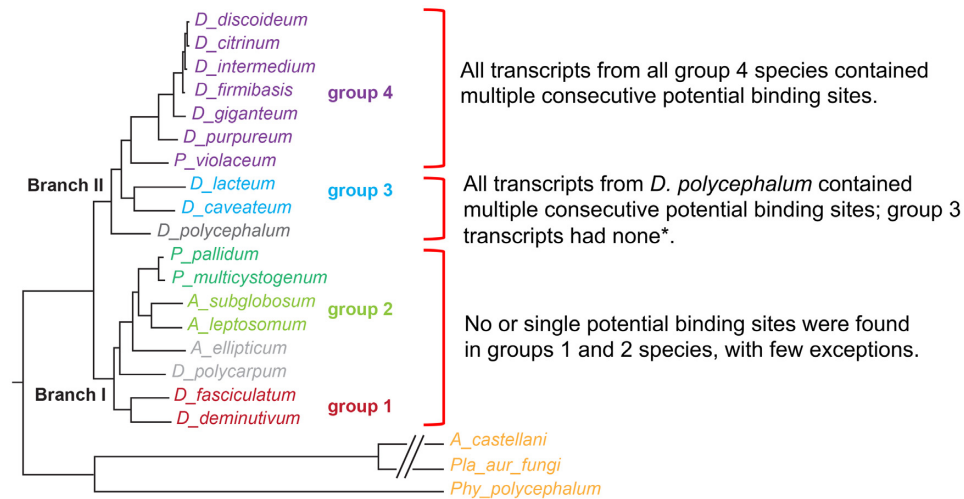 D_discoideum
D_citrinum
D_intermedium
D_firmibasis
group 4
D_giganteum
D_purpureum
P_violaceum
All transcripts from all group 4 species contained
multiple consecutive potential binding sites.
Branch II
D_lacteum
group 3
D_caveateum
D_polycephalum
All transcripts from D. polycephalum contained
multiple consecutive potential binding sites; group 3
transcripts had none*.
P_pallidum
P_multicystogenum
A_subglobosum
group 2
A_leptosomum
A_ellipticum
D_polycarpum
Branch I
D_fasciculatum
group 1
D_deminutivum
No or single potential binding sites were found
in groups 1 and 2 species, with few exceptions.
A_castellani
Pla_aur_fungi
Phy_polycephalum